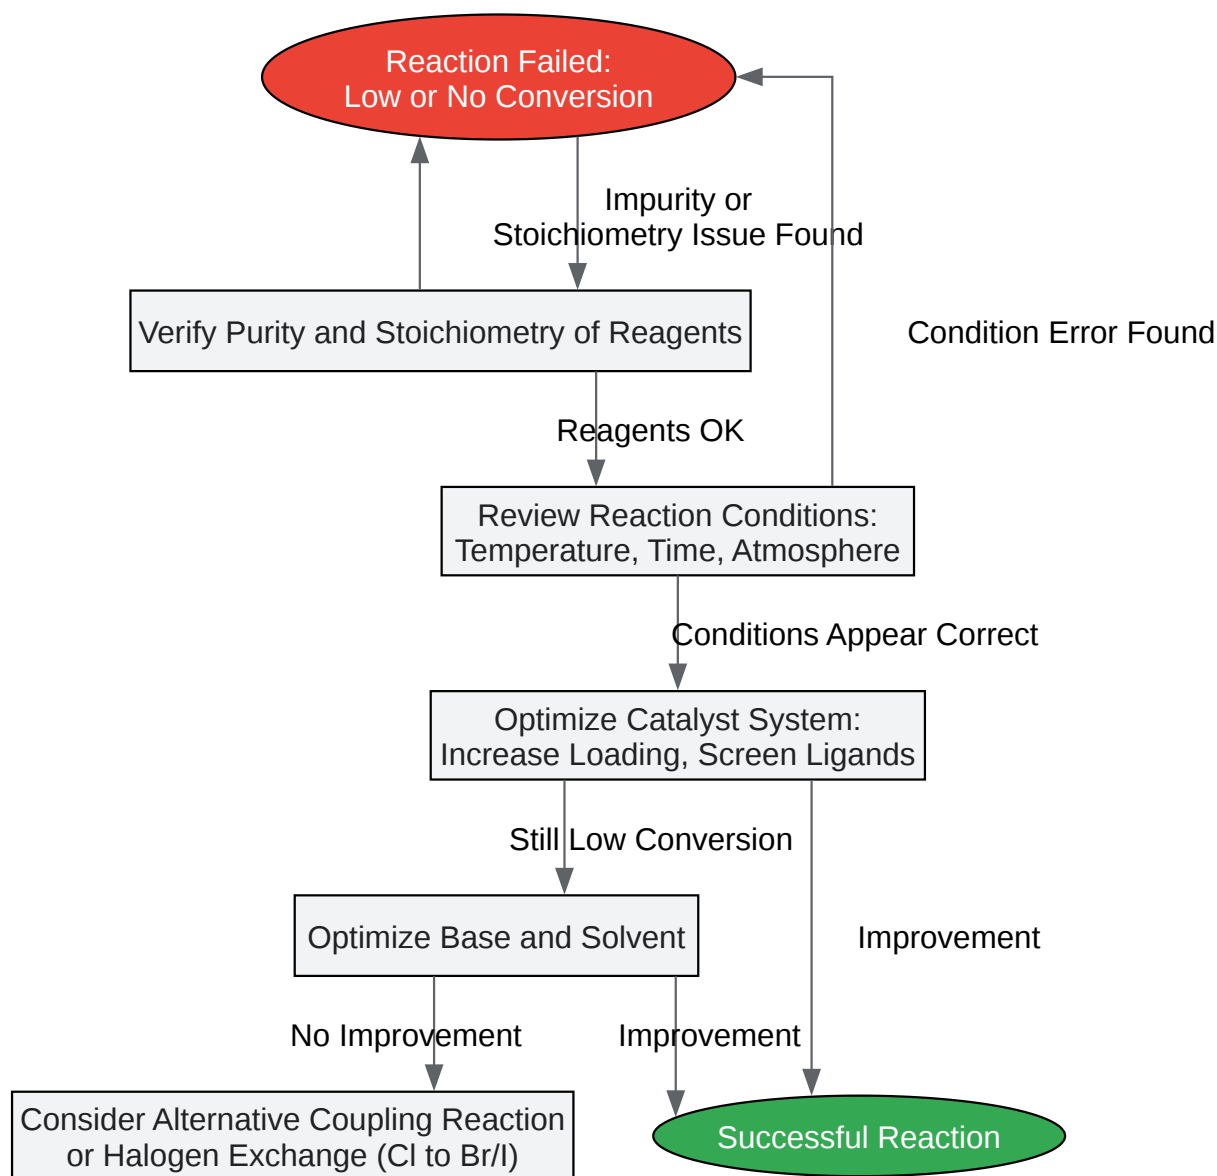 Reaction Failed:
Low or No Conversion
Impurity or
Stoichiometry Issue Found
Verify Purity and Stoichiometry of Reagents
Condition Error Found
Reagents OK
Review Reaction Conditions:
Temperature, Time, Atmosphere
Conditions Appear Correct
Optimize Catalyst System:
Increase Loading, Screen Ligands
Still Low Conversion
Optimize Base and Solvent
Improvement
No Improvement
Improvement
Consider Alternative Coupling Reaction
or Halogen Exchange (Cl to Br/I)
Successful Reaction